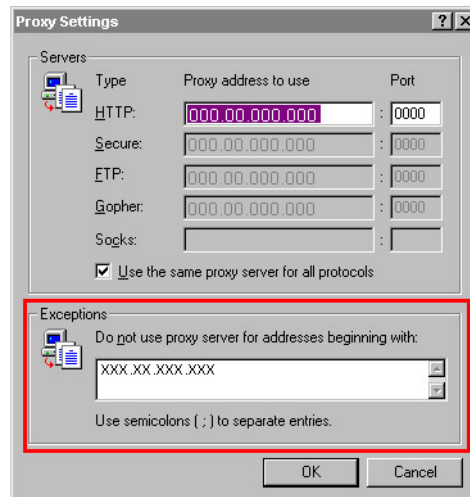 Proxy Settings
Servers
Type Proxy address to use Port
HTTP: 000.00.000.000 : 0000
Secure: 000.00.000.000 : 0000
FTP: 000.00.000.000 : 0000
Gopher: 000.00.000.000 : 0000
Socks: :
Use the same proxy server for all protocols
Exceptions
Do not use proxy server for addresses beginning with:
XXX.XX.XXX.XXX
Use semicolons ( ; ) to separate entries.
OK Cancel